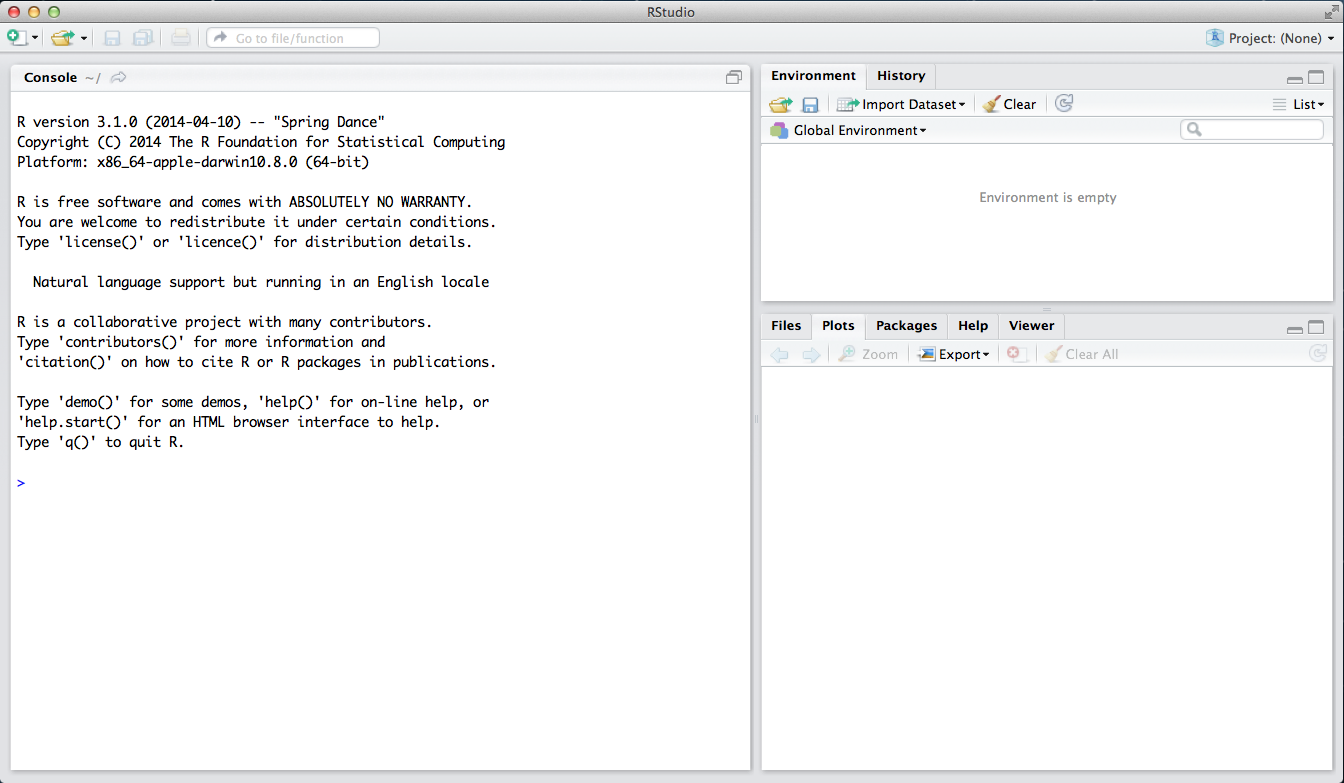 RStudio
Go to file/function
Project: (None)
Console ~/
R version 3.1.0 (2014-04-10) -- "Spring Dance"
Copyright (C) 2014 The R Foundation for Statistical Computing
Platform: x86_64-apple-darwin10.8.0 (64-bit)
R is free software and comes with ABSOLUTELY NO WARRANTY.
You are welcome to redistribute it under certain conditions.
Type 'license()' or 'licence()' for distribution details.
Natural language support but running in an English locale
R is a collaborative project with many contributors.
Type 'contributors()' for more information and
'citation()' on how to cite R or R packages in publications.
Type 'demo()' for some demos, 'help()' for on-line help, or
'help.start()' for an HTML browser interface to help.
Type 'q()' to quit R.
>
Environment History
Import Dataset Clear List
Global Environment
Environment is empty
Files Plots Packages Help Viewer
Zoom Export Clear All